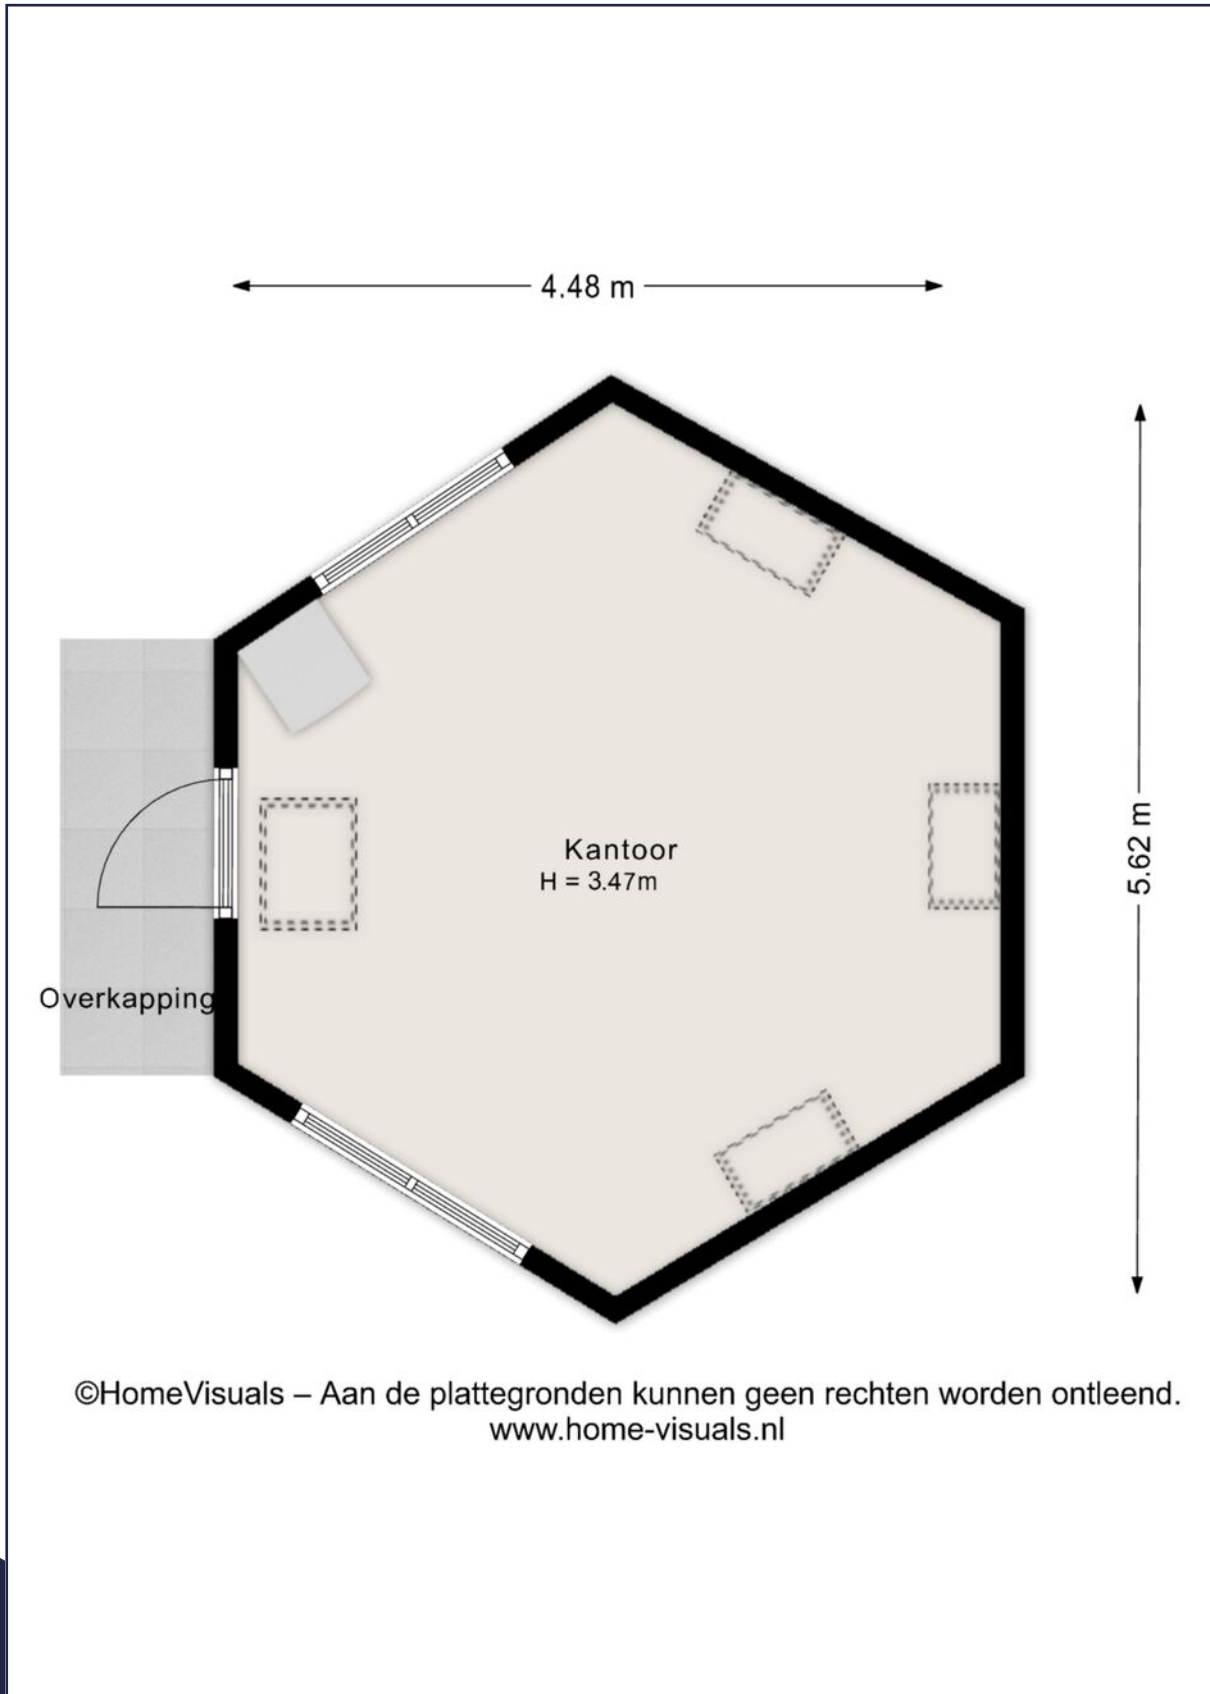 4.48 m
Kantoor
H = 3.47m
5.62 m
Overkapping
©HomeVisuals – Aan de plattegronden kunnen geen rechten worden ontleend.
www.home-visuals.nl